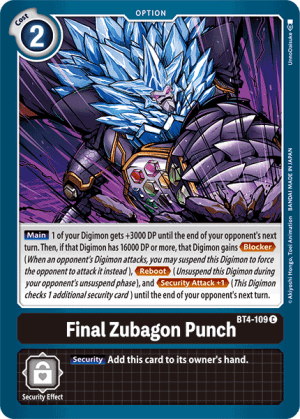 OPTION
Cost
2
UnnoDaisuke
Main 1 of your Digimon gets +3000 DP until the end of your opponent's next
turn. Then, if that Digimon has 16000 DP or more, that Digimon gains Blocker
(When an opponent's Digimon attacks, you may suspend this Digimon to force
the opponent to attack it instead), Reboot (Unsuspend this Digimon during
your opponent's unsuspend phase), and Security Attack +1 (This Digimon
checks 1 additional security card) until the end of your opponent's next turn.
©Akiyoshi Hongo, Toei Animation BANDAI MADE IN JAPAN
BT4-109 C
Final Zubagon Punch
Security Add this card to its owner's hand.
Security Effect